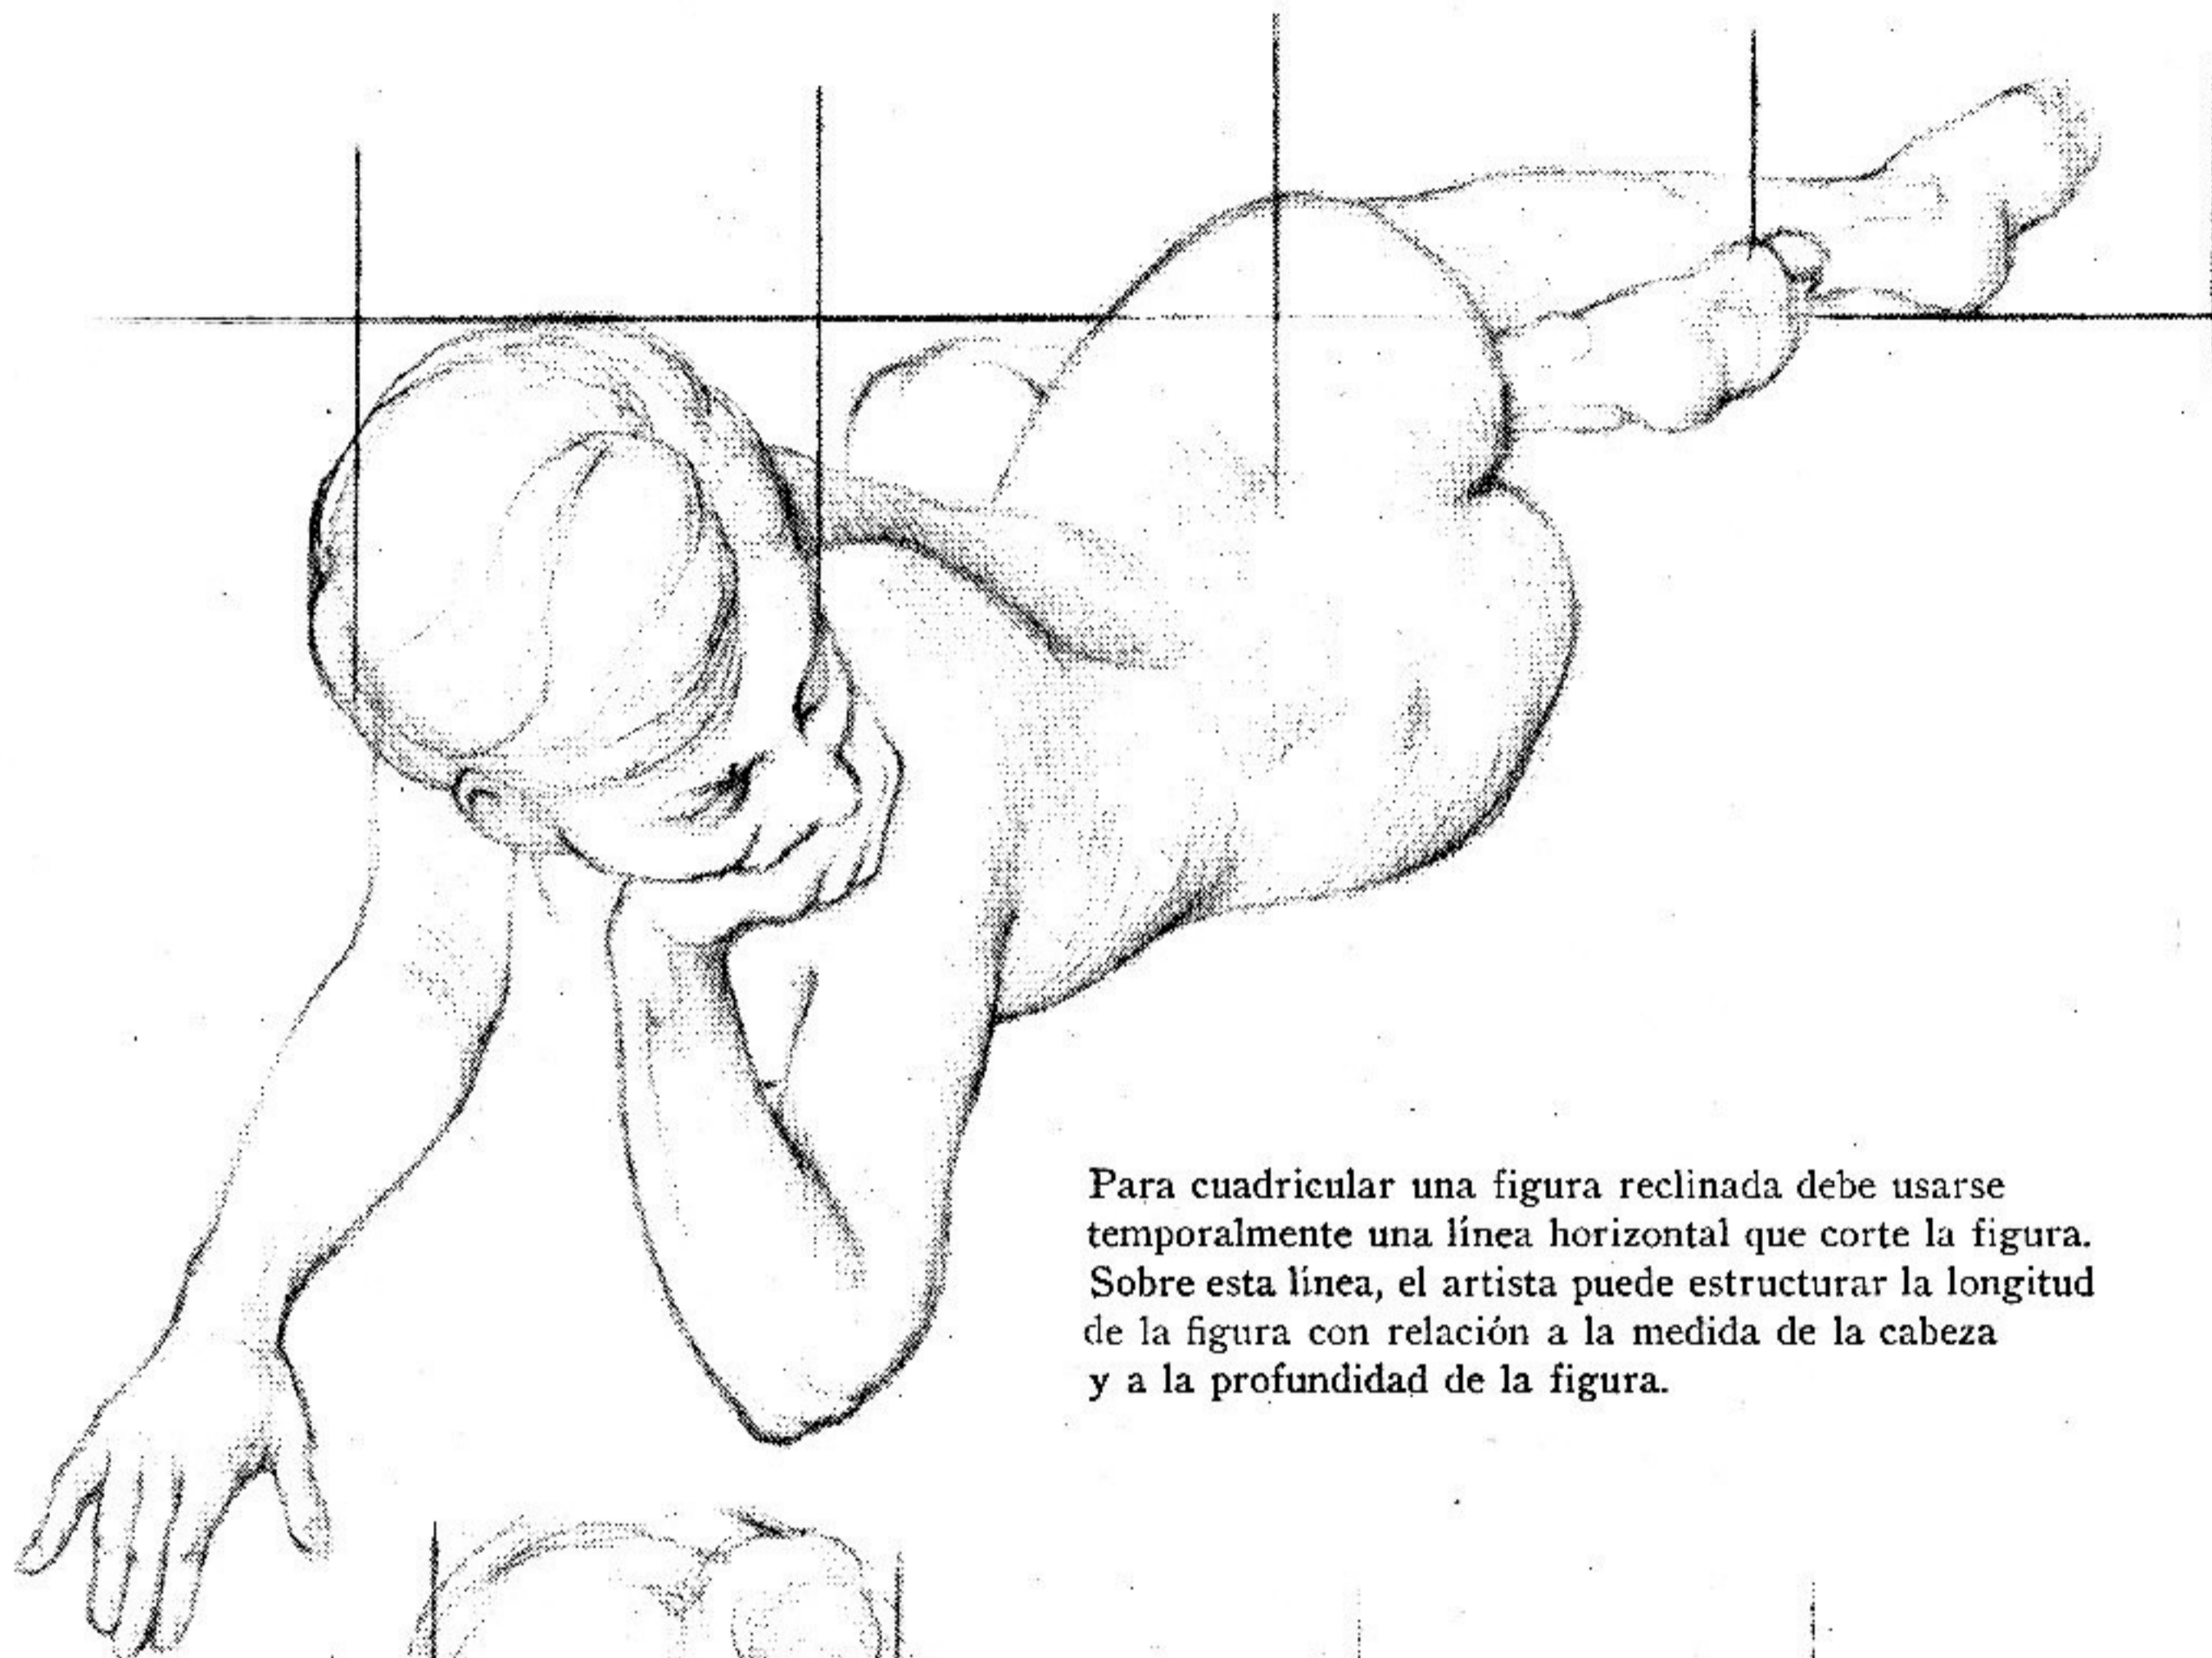 Para cuadricular una figura reclinada debe usarse
temporalmente una línea horizontal que corte la figura.
Sobre esta línea, el artista puede estructurar la longitud
de la figura con relación a la medida de la cabeza
y a la profundidad de la figura.